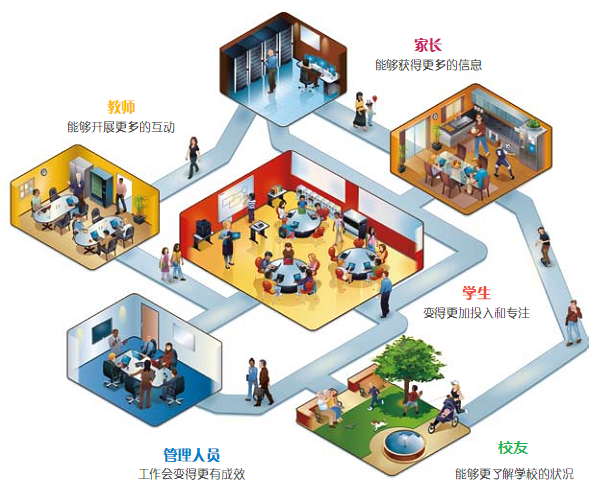 家长
能够获得更多的信息
教师
能够开展更多的互动
学生
变得更加投入和专注
管理人员
工作会变得更有成效
校友
能够更了解学校的状况